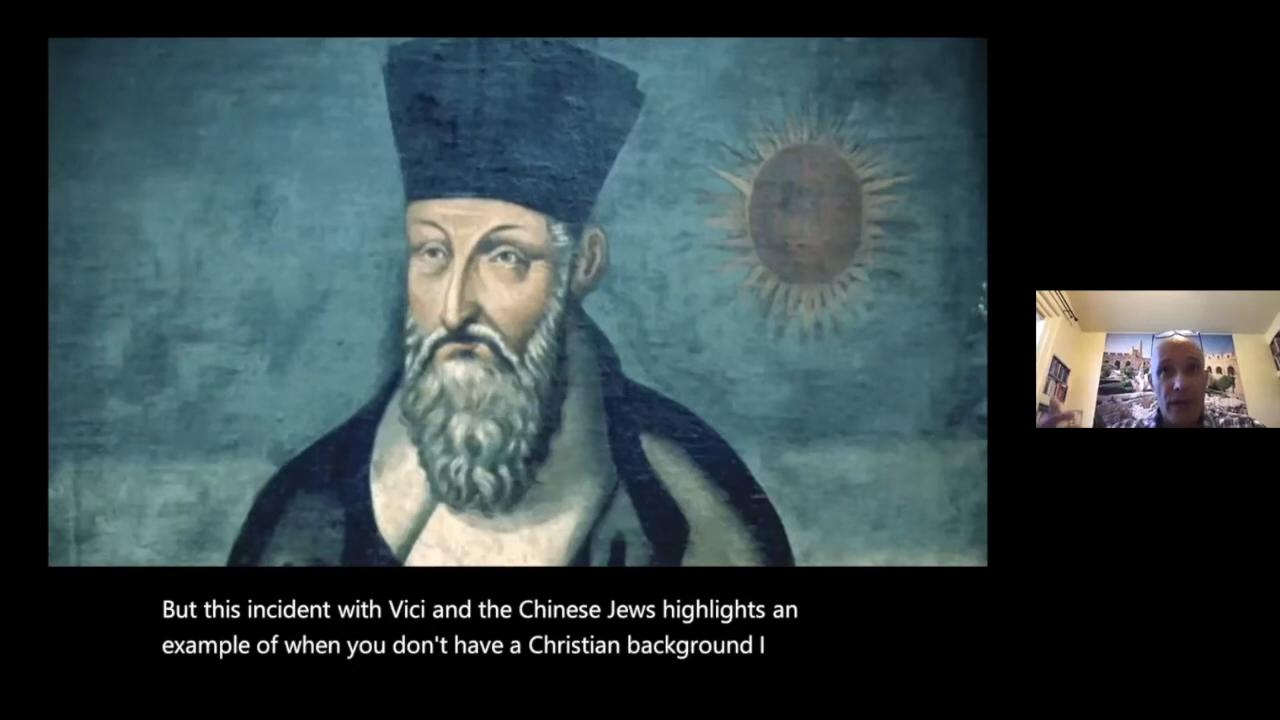 But this incident with Vici and the Chinese Jews highlights an
example of when you don't have a Christian background I